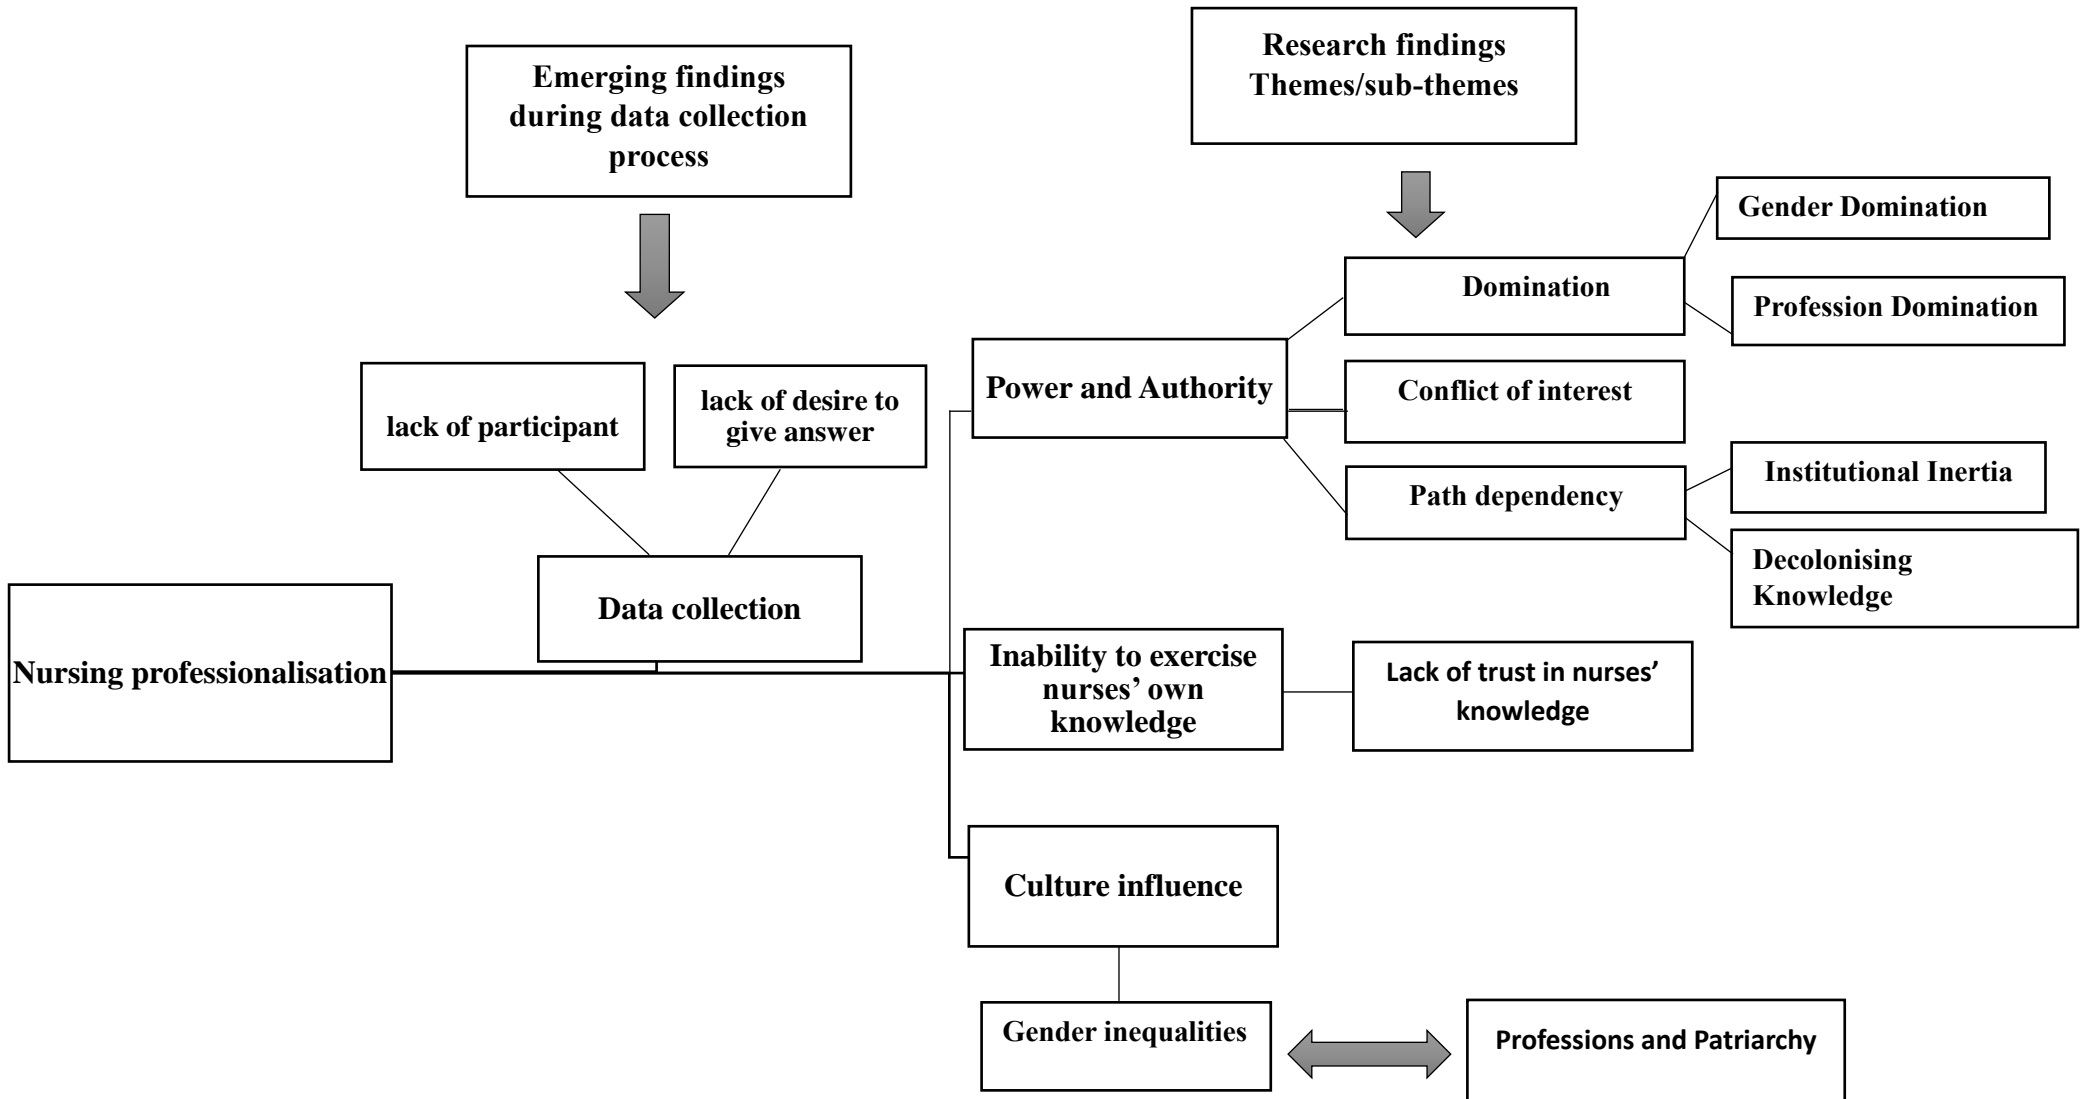 Emerging findings
during data collection
process
Research findings
Themes/sub-themes
Gender Domination
Domination
Profession Domination
lack of participant
lack of desire to
give answer
Power and Authority
Conflict of interest
Path dependency
Institutional Inertia
Decolonising
Knowledge
Data collection
Nursing professionalisation
Inability to exercise
nurses’ own
knowledge
Lack of trust in nurses’
knowledge
Culture influence
Gender inequalities
Professions and Patriarchy